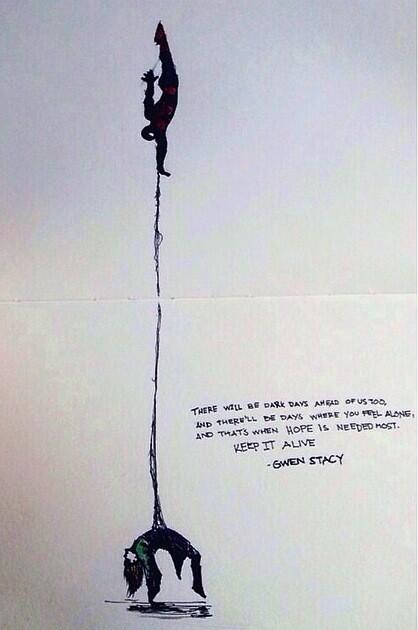 THERE WILL BE DARK DAYS AHEAD OF US TOO,
AND THERE'LL BE DAYS WHERE YOU FEEL ALONE,
AND THAT'S WHEN HOPE IS NEEDED MOST.
KEEP IT ALIVE
-GWEN STACY